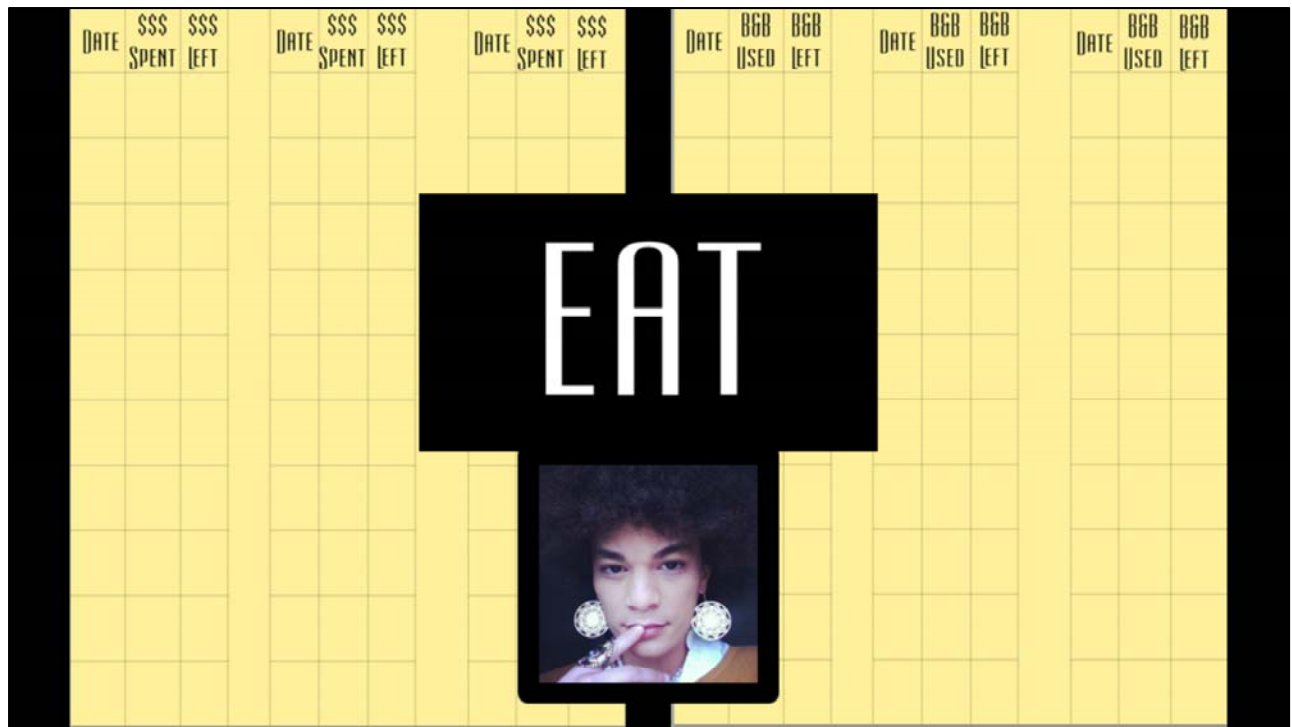 DATE $$$ SPENT $$$ LEFT DATE $$$ SPENT $$$ LEFT DATE $$$ SPENT $$$ LEFT
DATE B&B USED B&B LEFT DATE B&B USED B&B LEFT DATE B&B USED B&B LEFT
EAT